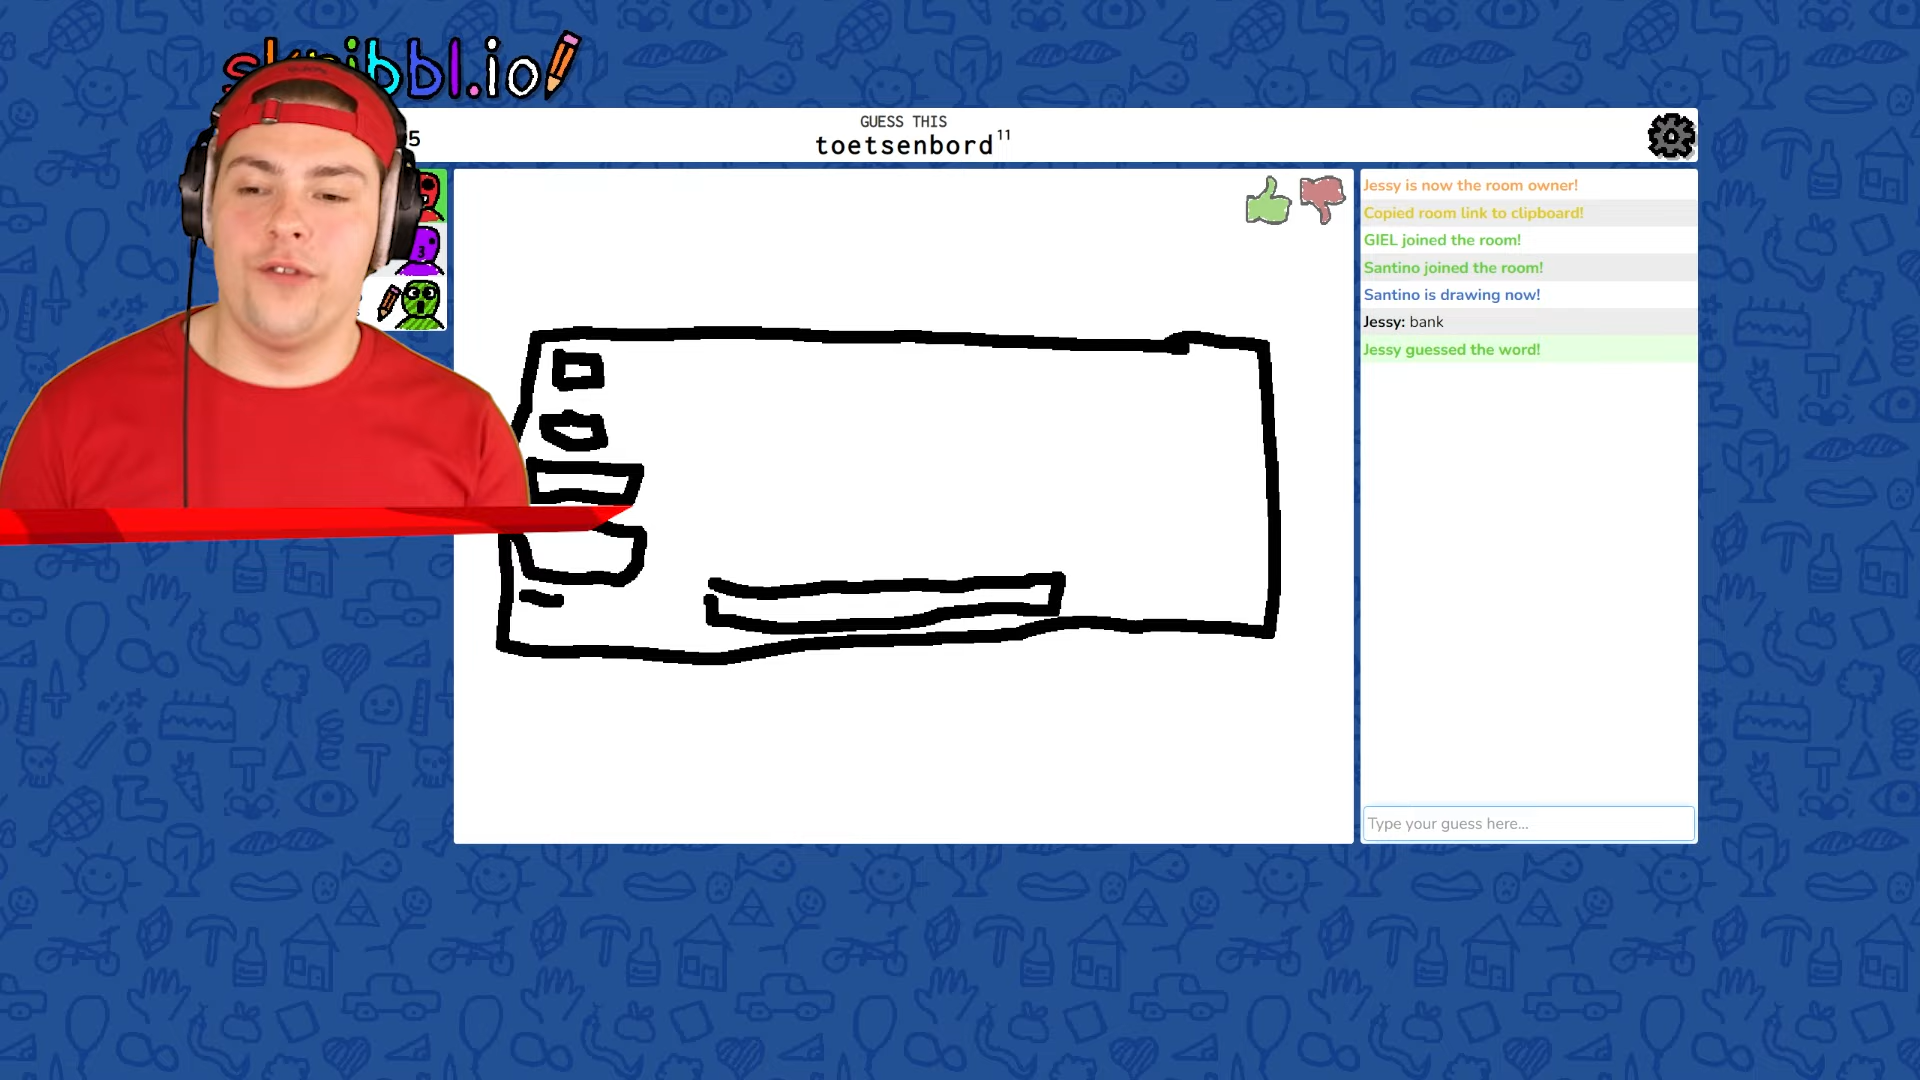 skribbl.io
GUESS THIS
5
toetsenbord 11
Jessy is now the room owner!
Copied room link to clipboard!
GIEL joined the room!
Santino joined the room!
Santino is drawing now!
Jessy: bank
Jessy guessed the word!
Type your guess here...